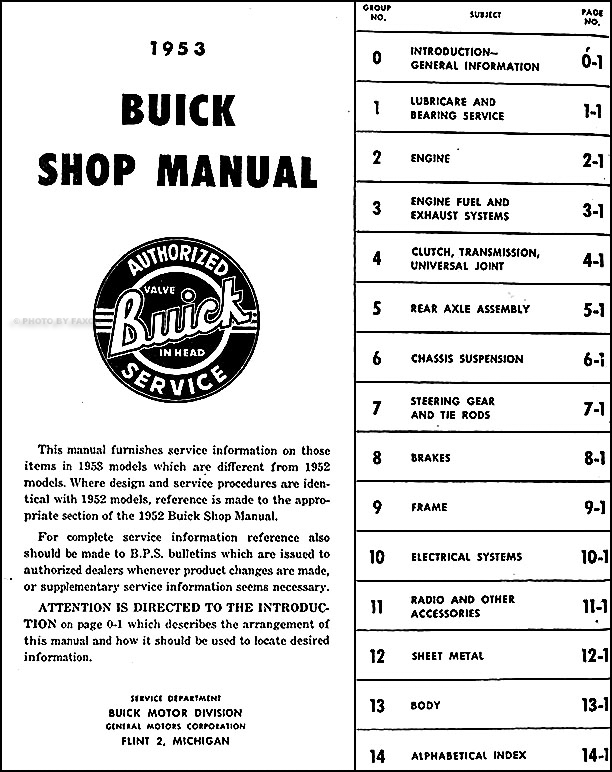 1953
BUICK
SHOP MANUAL
AUTHORIZED
VALVE
Buick
IN HEAD
SERVICE
© PHOTO BY FAX
This manual furnishes service information on those
items in 1953 models which are different from 1952
models. Where design and service procedures are iden-
tical with 1952 models, reference is made to the appro-
priate section of the 1952 Buick Shop Manual.
For complete service information reference also
should be made to B.P.S. bulletins which are issued to
authorized dealers whenever product changes are made,
or supplementary service information seems necessary.
ATTENTION IS DIRECTED TO THE INTRODUC-
TION on page 0-1 which describes the arrangement of
this manual and how it should be used to locate desired
information.
SERVICE DEPARTMENT
BUICK MOTOR DIVISION
GENERAL MOTORS CORPORATION
FLINT 2, MICHIGAN
GROUP NO. SUBJECT PAGE NO.
0 INTRODUCTION— GENERAL INFORMATION 0-1
1 LUBRICARE AND BEARING SERVICE 1-1
2 ENGINE 2-1
3 ENGINE FUEL AND EXHAUST SYSTEMS 3-1
4 CLUTCH, TRANSMISSION, UNIVERSAL JOINT 4-1
5 REAR AXLE ASSEMBLY 5-1
6 CHASSIS SUSPENSION 6-1
7 STEERING GEAR AND TIE RODS 7-1
8 BRAKES 8-1
9 FRAME 9-1
10 ELECTRICAL SYSTEMS 10-1
11 RADIO AND OTHER ACCESSORIES 11-1
12 SHEET METAL 12-1
13 BODY 13-1
14 ALPHABETICAL INDEX 14-1